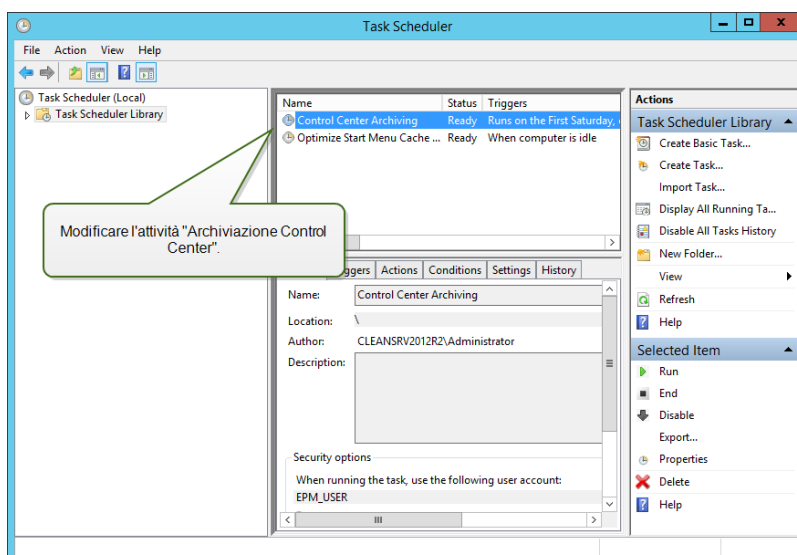 Task Scheduler
File Action View Help
Task Scheduler (Local)
Task Scheduler Library
Name Status Triggers
Control Center Archiving Ready Runs on the First Saturday,
Optimize Start Menu Cache ... Ready When computer is idle
Modificare l'attività "Archiviazione Control
Center".
Actions Conditions Settings History
Name: Control Center Archiving
Location: \
Author: CLEANSRV2012R2\Administrator
Description:
Security options
When running the task, use the following user account:
EPM_USER
Actions
Task Scheduler Library
Create Basic Task...
Create Task...
Import Task...
Display All Running Ta...
Disable All Tasks History
New Folder...
View
Refresh
Help
Selected Item
Run
End
Disable
Export...
Properties
Delete
Help